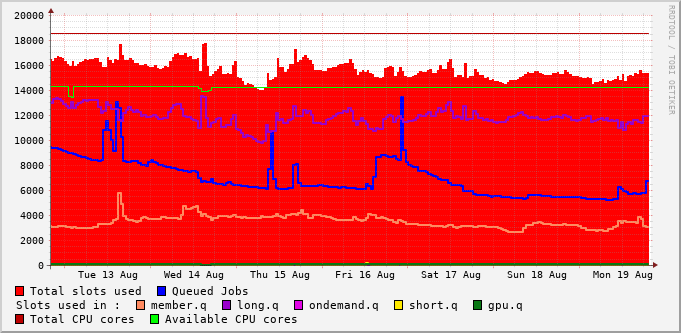 20000
18000
16000
14000
12000
10000
8000
6000
4000
2000
0
Tue 13 Aug Wed 14 Aug Thu 15 Aug Fri 16 Aug Sat 17 Aug Sun 18 Aug Mon 19 Aug
RRDTOOL / TOBI OETIKER
Total slots used Queued Jobs
Slots used in : member.q long.q ondemand.q short.q gpu.q
Total CPU cores Available CPU cores